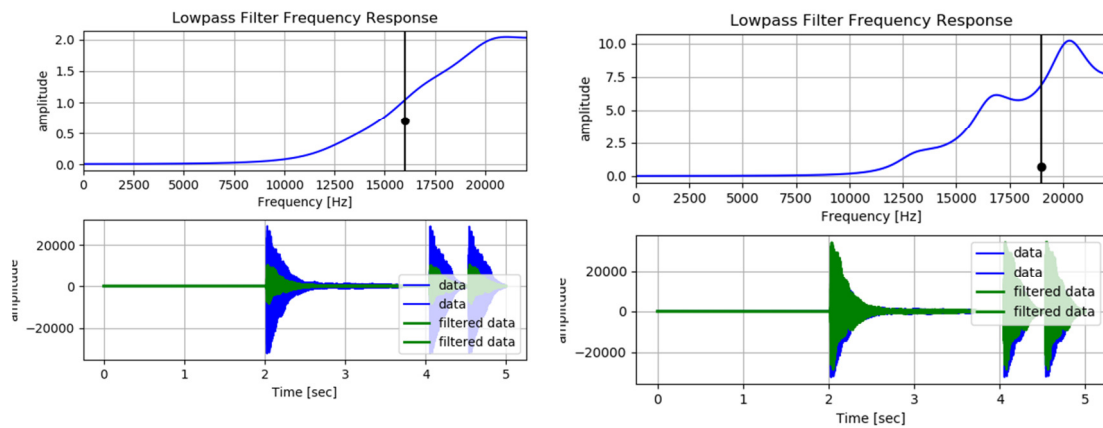 Lowpass Filter Frequency Response
2.0
1.5
1.0
0.5
0.0
amplitude
0 2500 5000 7500 10000 12500 15000 17500 20000
Frequency [Hz]
20000
0
−20000
amplitude
data
data
filtered data
filtered data
0 1 2 3 4 5
Time [sec]
Lowpass Filter Frequency Response
10.0
7.5
5.0
2.5
0.0
amplitude
0 2500 5000 7500 10000 12500 15000 17500 20000
Frequency [Hz]
20000
0
−20000
amplitude
data
data
filtered data
filtered data
0 1 2 3 4 5
Time [sec]